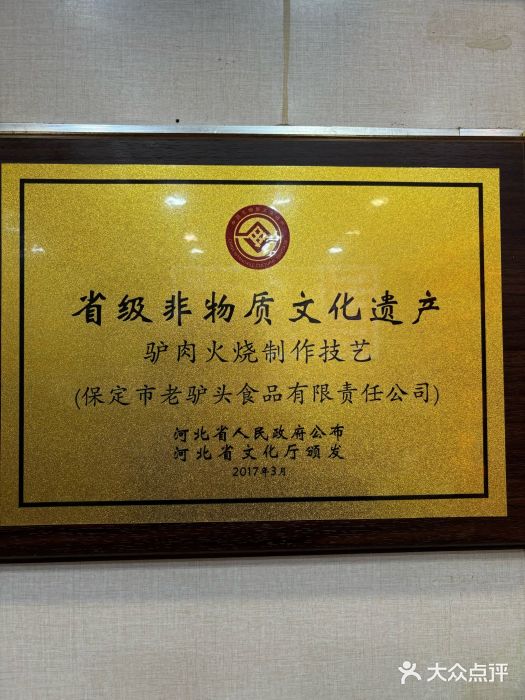 省级非物质文化遗产
驴肉火烧制作技艺
(保定市老驴头食品有限责任公司)
河北省人民政府公布
河北省文化厅颁发
2017年3月
大众点评